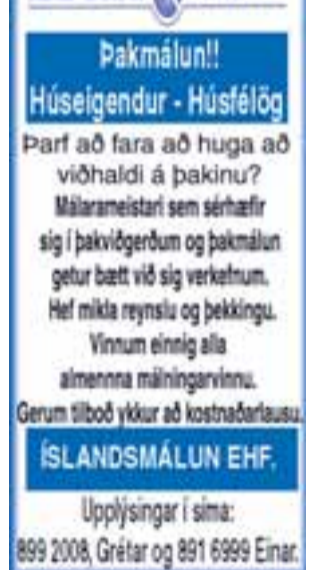 Þakmálun!!
Húseigendur - Húsfélög
Þarf að fara að huga að
viðhaldi á þakinu?
Málarameistari sem sérhæfir
sig í þakviðgerðum og þakmálun
getur bætt við sig verkefnum.
Hef mikla reynslu og þekkingu.
Vinnum einnig alla
almennna málningarvinnu.
Gerum tilboð ykkur að kostnaðarlausu.
ÍSLANDSMÁLUN EHF.
Upplýsingar í síma:
899 2008, Grétar og 891 6999 Einar.